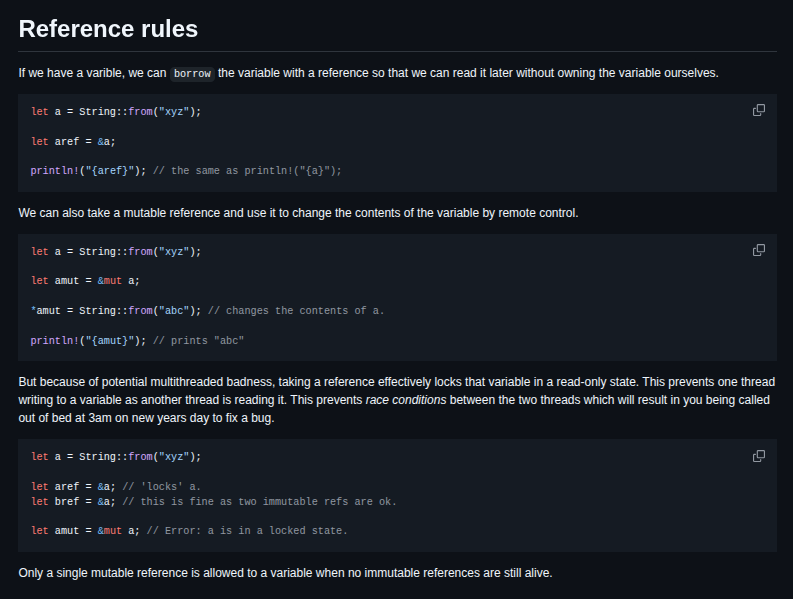 Reference rules
If we have a varible, we can borrow the variable with a reference so that we can read it later without owning the variable ourselves.
let a = String::from("xyz");
let aref = &a;
println!("{aref}"); // the same as println!("{a}");
We can also take a mutable reference and use it to change the contents of the variable by remote control.
let a = String::from("xyz");
let amut = &mut a;
*amut = String::from("abc"); // changes the contents of a.
println!("{amut}"); // prints "abc"
But because of potential multithreaded badness, taking a reference effectively locks that variable in a read-only state. This prevents one thread
writing to a variable as another thread is reading it. This prevents race conditions between the two threads which will result in you being called
out of bed at 3am on new years day to fix a bug.
let a = String::from("xyz");
let aref = &a; // 'locks' a.
let bref = &a; // this is fine as two immutable refs are ok.
let amut = &mut a; // Error: a is in a locked state.
Only a single mutable reference is allowed to a variable when no immutable references are still alive.